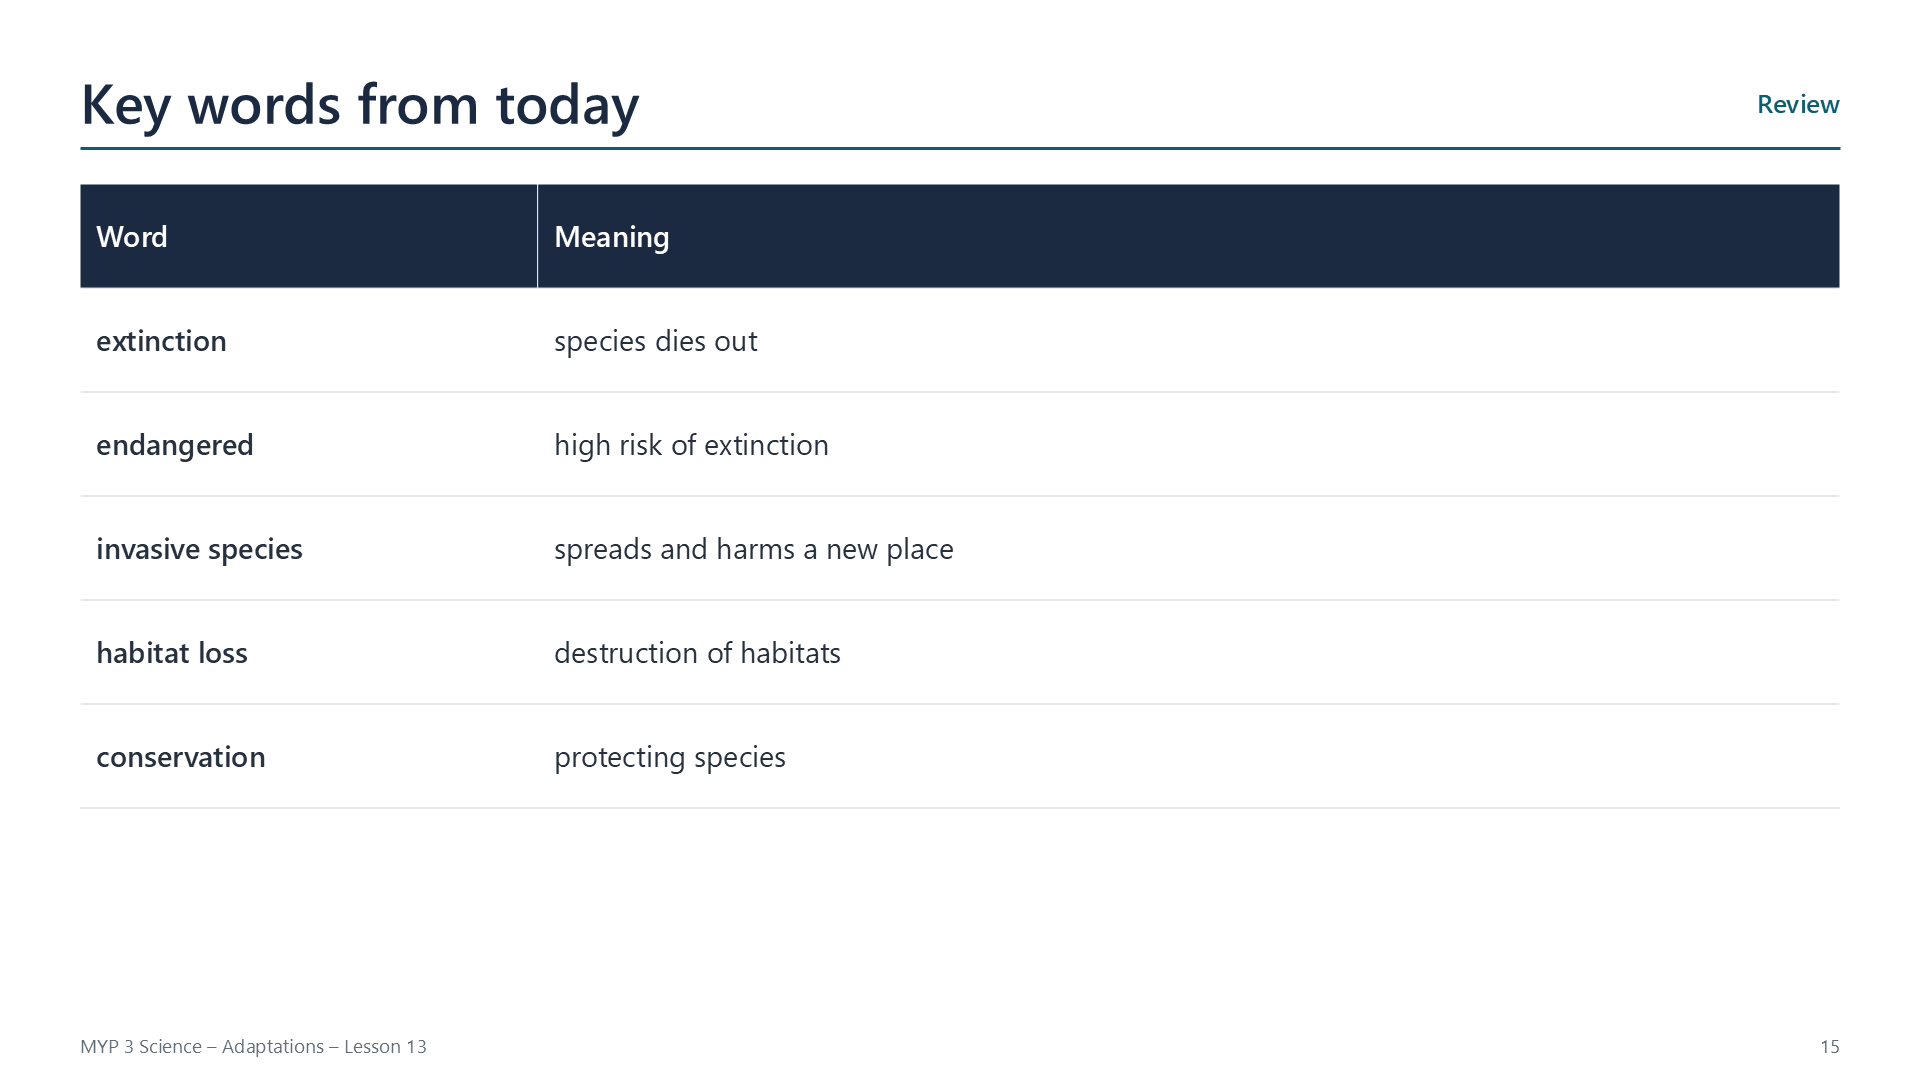 Key words from today
Review
Word Meaning
extinction species dies out
endangered high risk of extinction
invasive species spreads and harms a new place
habitat loss destruction of habitats
conservation protecting species
MYP 3 Science – Adaptations – Lesson 13
15